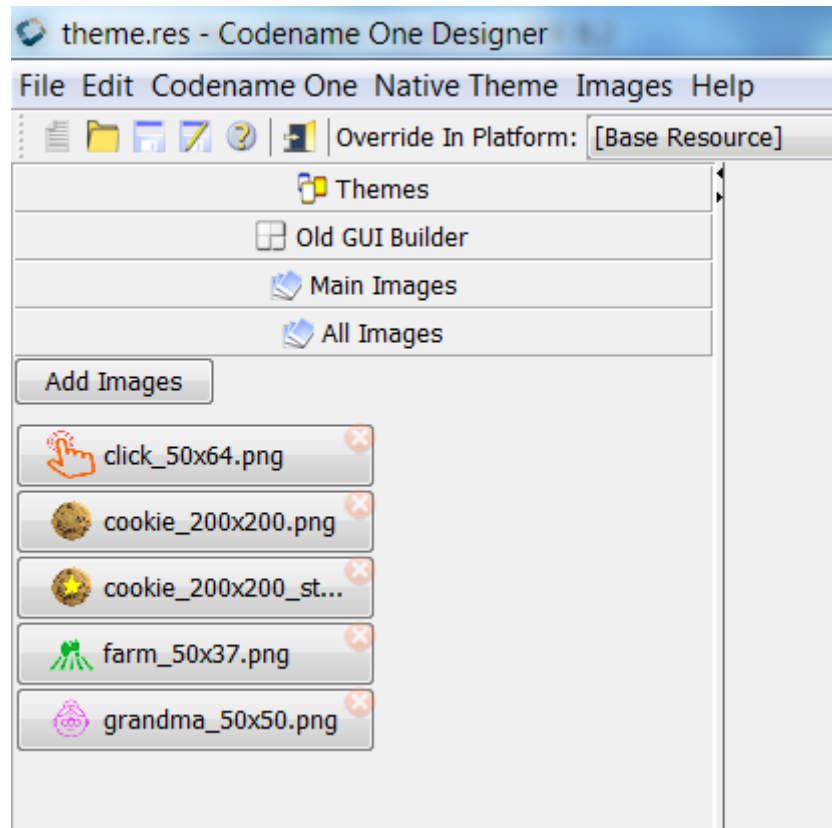 theme.res - Codename One Designer
File Edit Codename One Native Theme Images Help
Override In Platform: [Base Resource]
Themes
Old GUI Builder
Main Images
All Images
Add Images
click_50x64.png
cookie_200x200.png
cookie_200x200_st...
farm_50x37.png
grandma_50x50.png